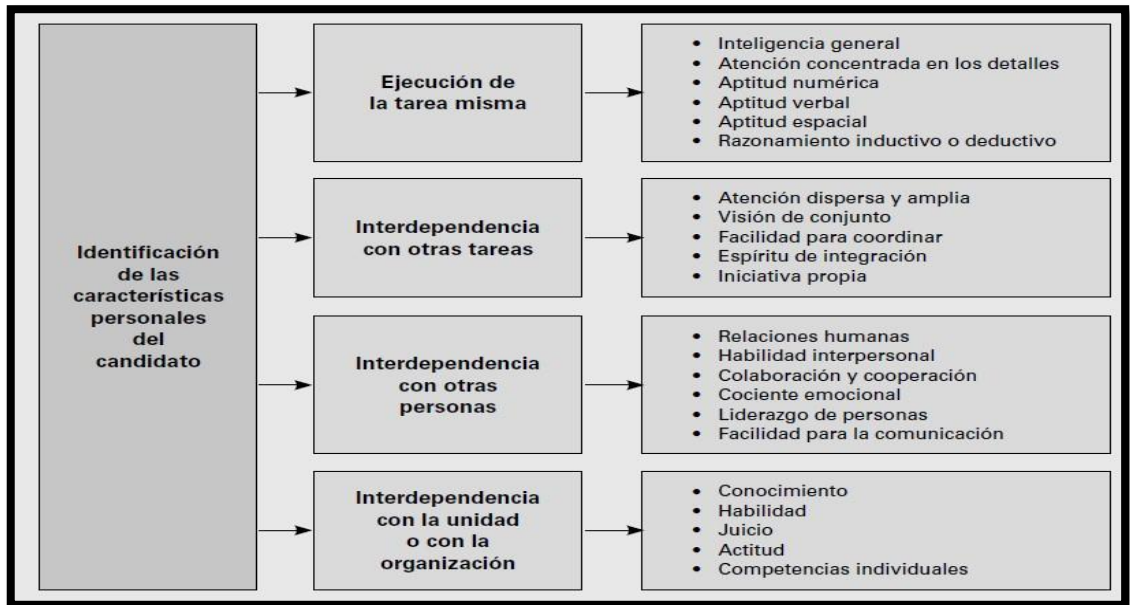 Identificación
de las
características
personales
del
candidato
Ejecución de
la tarea misma
• Inteligencia general
• Atención concentrada en los detalles
• Aptitud numérica
• Aptitud verbal
• Aptitud espacial
• Razonamiento inductivo o deductivo
Interdependencia
con otras tareas
• Atención dispersa y amplia
• Visión de conjunto
• Facilidad para coordinar
• Espíritu de integración
• Iniciativa propia
Interdependencia
con otras
personas
• Relaciones humanas
• Habilidad interpersonal
• Colaboración y cooperación
• Cociente emocional
• Liderazgo de personas
• Facilidad para la comunicación
Interdependencia
con la unidad
o con la
organización
• Conocimiento
• Habilidad
• Juicio
• Actitud
• Competencias individuales